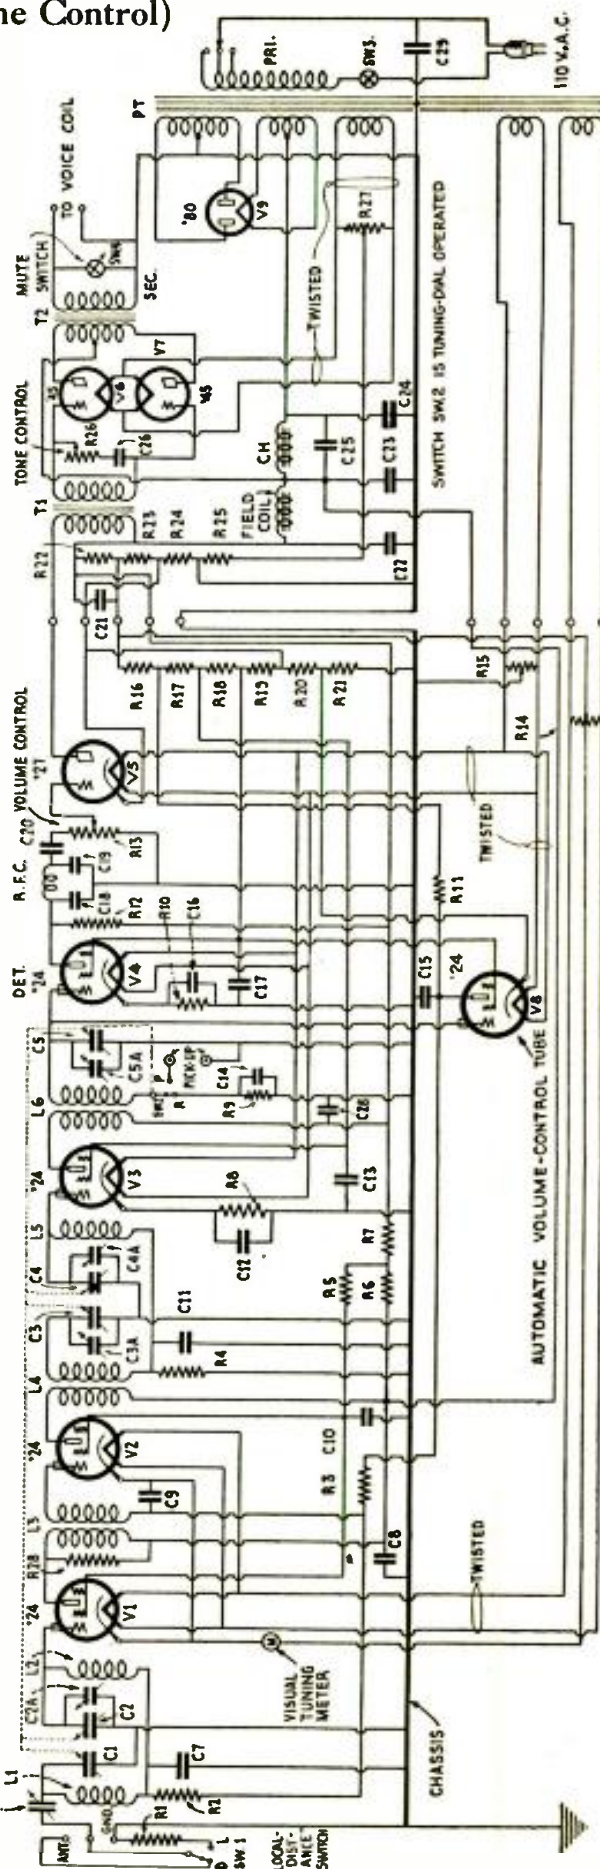 ne Control)
110 V. A.C.
PRI.
SW3.
C29
PT
TO VOICE COIL
MUTE
SWITCH
SW4
SEC.
'80
V9
R27
TWISTED
T2
V7
V6
'45
'45
TONE CONTROL
R26
C26
CH
C25
C24
C23
FIELD
COIL
SWITCH SW.2 IS TUNING-DIAL OPERATED
T1
R22
R23
R24
R25
C22
C21
R16
R17
R18
R19
R20
R21
R15
R14
VOLUME CONTROL
'27
V5
TWISTED
C20
R.F.C.
C19
C18
R13
R12
R11
R10
C16
DET.
'24
V4
C17
C15
'24
V8
C5
C5A
PICK-UP
P
R
SW2
C14
R9
C28
L6
'24
V3
R8
C13
C12
L5
C4
C4A
R7
R6
R5
AUTOMATIC VOLUME-CONTROL TUBE
C3
C3A
C11
R4
L4
'24
V2
C10
R3
C9
L3
C8
R28
'24
V1
TWISTED
VISUAL
TUNING
METER
M
L2
C2A
C2
C1
C7
CHASSIS
L1
R2
R1
GND
ANT.
L
D
SW.1
LOCAL-
DIST-
ANCE
SWITCH